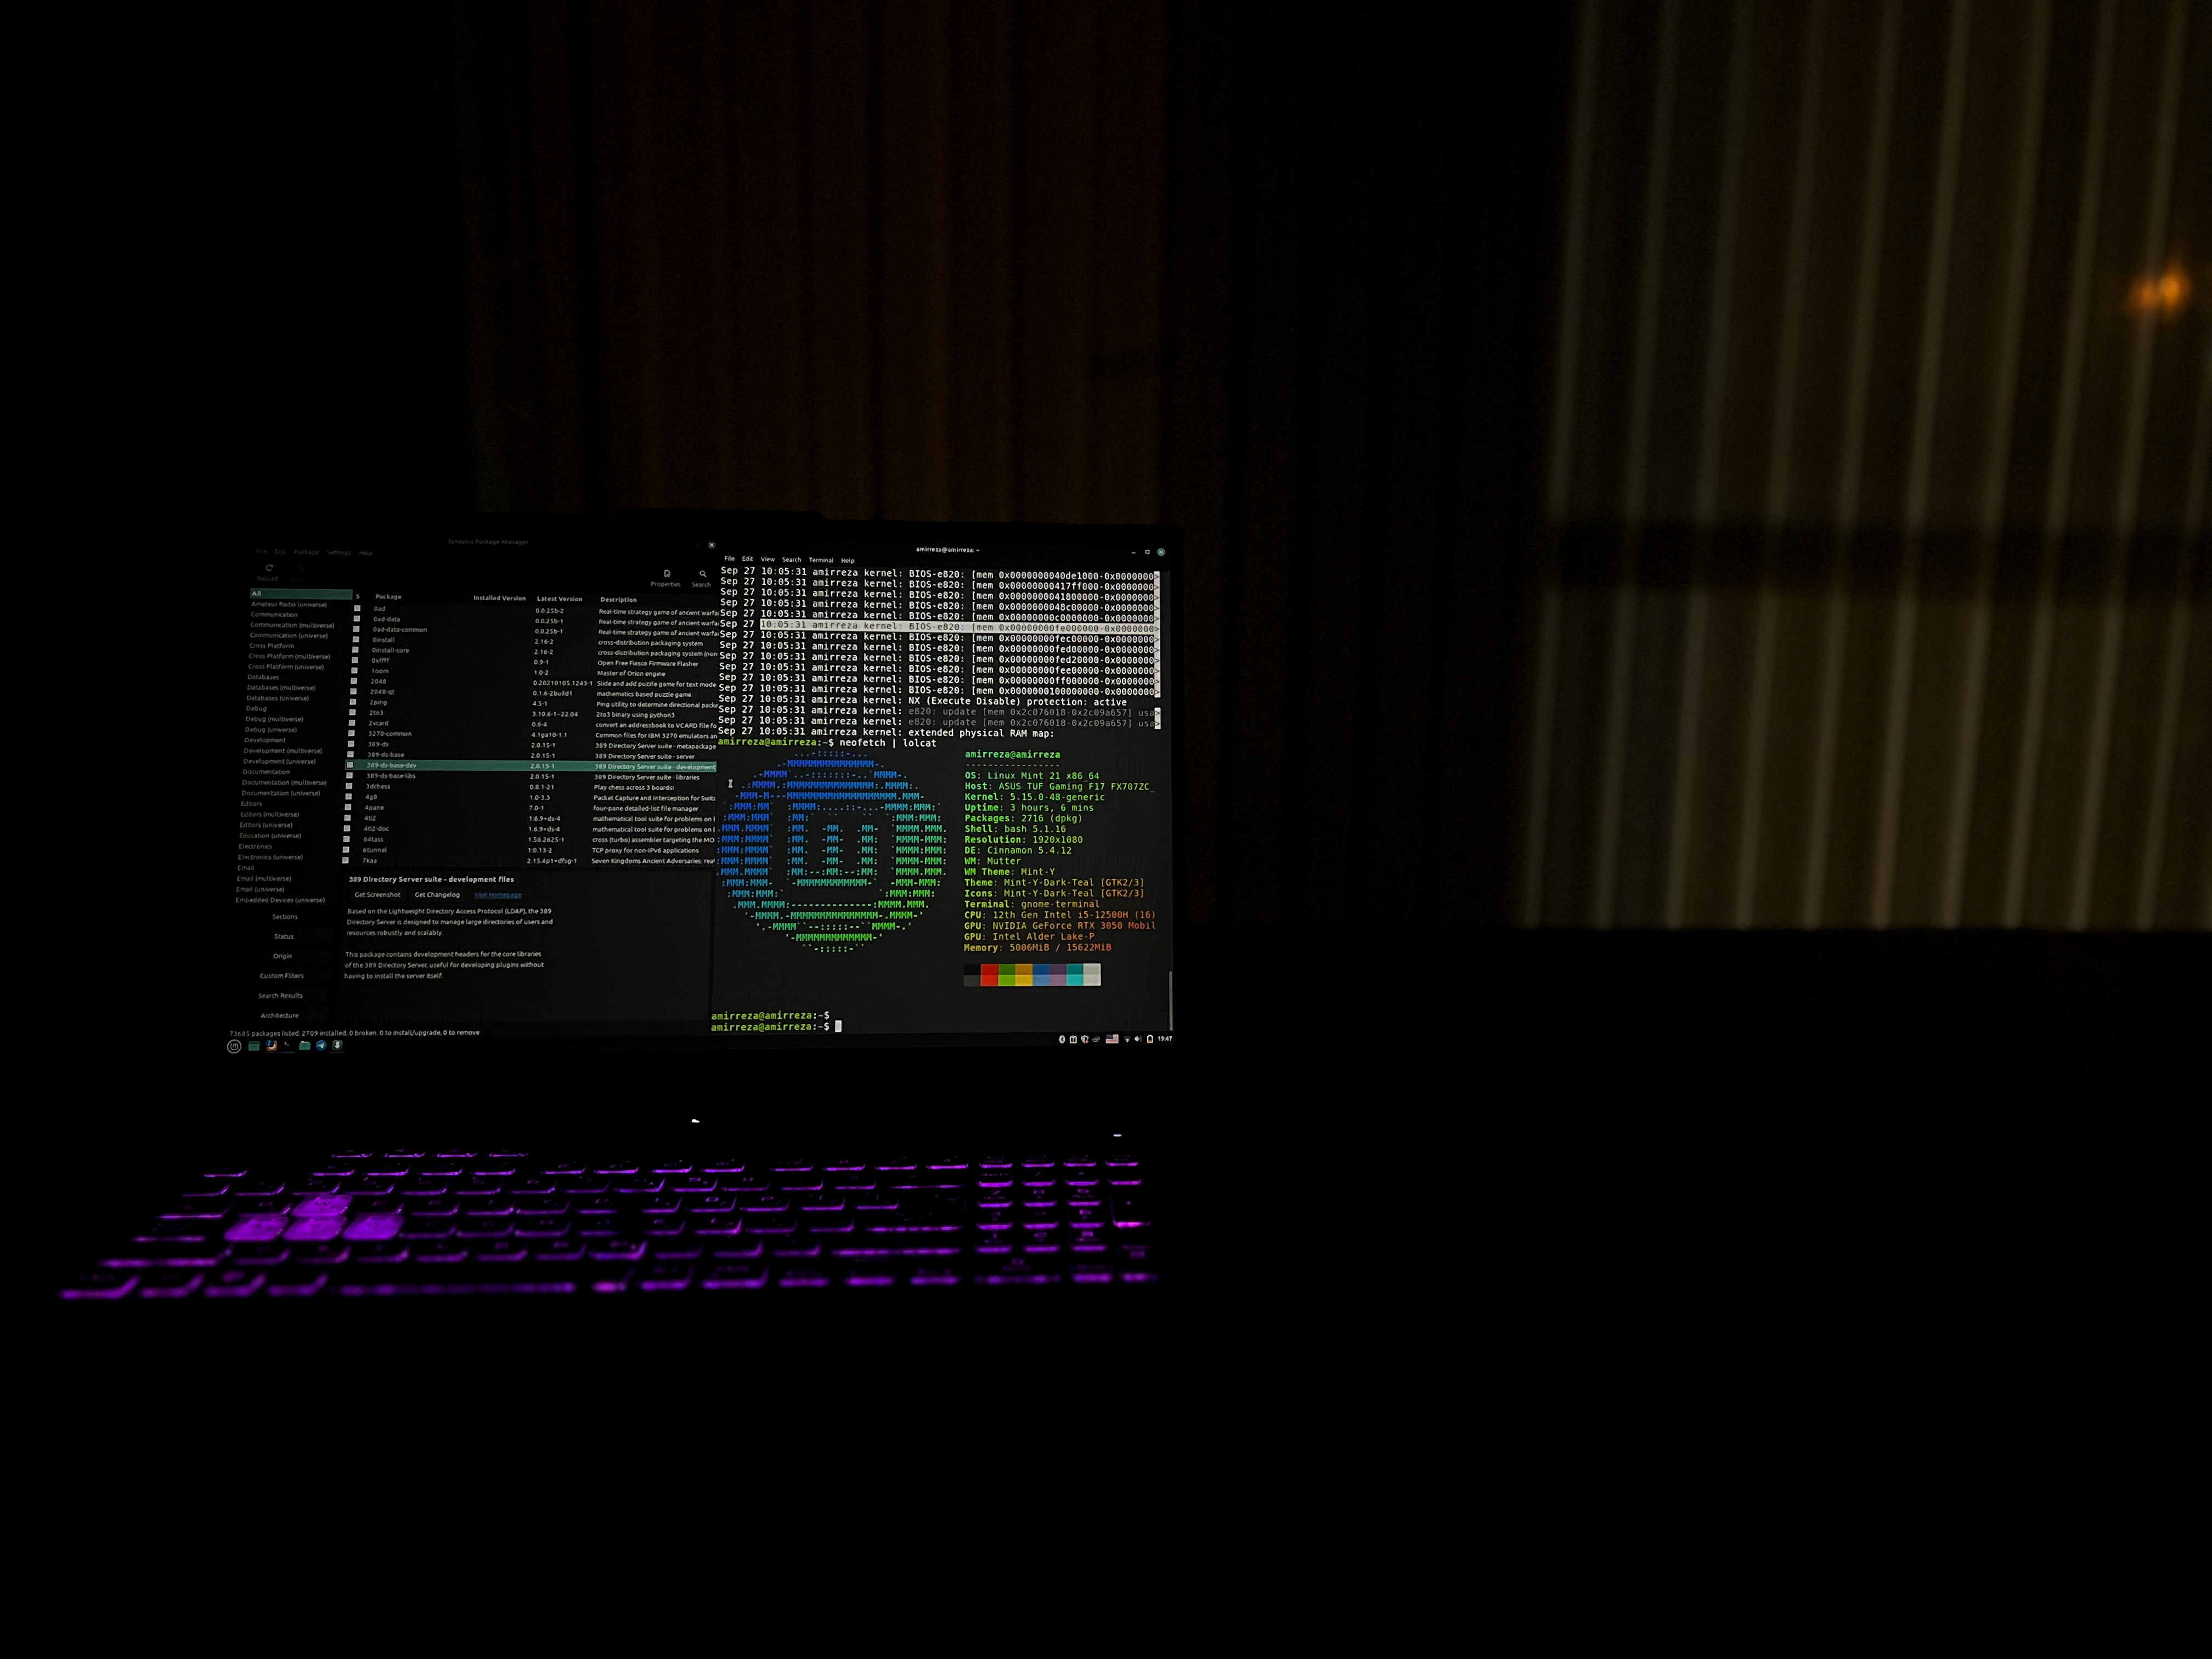 Synaptic Package Manager
File Edit Package Settings Help
Reload
Properties Search
All
Amateur Radio (universe)
Communication
Communication (multiverse)
Communication (universe)
Cross Platform
Cross Platform (multiverse)
Cross Platform (universe)
Databases
Databases (multiverse)
Databases (universe)
Debug
Debug (multiverse)
Debug (universe)
Development
Development (multiverse)
Development (universe)
Documentation
Documentation (multiverse)
Documentation (universe)
Editors
Editors (multiverse)
Editors (universe)
Education (universe)
Electronics
Electronics (universe)
Email
Email (multiverse)
Email (universe)
Embedded Devices (universe)
Sections
Status
Origin
Custom Filters
Search Results
Architecture
S Package Installed Version Latest Version Description
0ad 0.0.25b-2 Real-time strategy game of ancient warfa
0ad-data 0.0.25b-1 Real-time strategy game of ancient warfa
0ad-data-common 0.0.25b-1 Real-time strategy game of ancient warfa
0install 2.16-2 cross-distribution packaging system
0install-core 2.16-2 cross-distribution packaging system (non
0xffff 0.9-1 Open Free Fiasco Firmware Flasher
1oom 1.0-2 Master of Orion engine
2048 0.20210105.1243-1 Slide and add puzzle game for text mode
2048-qt 0.1.6-2build1 mathematics based puzzle game
2ping 4.5-1 Ping utility to determine directional packe
2to3 3.10.6-1~22.04 2to3 binary using python3
2vcard 0.6-4 convert an addressbook to VCARD file fo
3270-common 4.1ga10-1.1 Common files for IBM 3270 emulators an
389-ds 2.0.15-1 389 Directory Server suite - metapackage
389-ds-base 2.0.15-1 389 Directory Server suite - server
389-ds-base-dev 2.0.15-1 389 Directory Server suite - development
389-ds-base-libs 2.0.15-1 389 Directory Server suite - libraries
3dchess 0.8.1-21 Play chess across 3 boards!
4g8 1.0-3.3 Packet Capture and Interception for Switc
4pane 7.0-1 four-pane detailed-list file manager
4ti2 1.6.9+ds-4 mathematical tool suite for problems on l
4ti2-doc 1.6.9+ds-4 mathematical tool suite for problems on l
64tass 1.56.2625-1 cross (turbo) assembler targeting the MO
6tunnel 1:0.13-2 TCP proxy for non-IPv6 applications
7kaa 2.15.4p1+dfsg-1 Seven Kingdoms Ancient Adversaries: real
389 Directory Server suite - development files
Get Screenshot Get Changelog Visit Homepage
Based on the Lightweight Directory Access Protocol (LDAP), the 389
Directory Server is designed to manage large directories of users and
resources robustly and scalably.
This package contains development headers for the core libraries
of the 389 Directory Server, useful for developing plugins without
having to install the server itself.
73685 packages listed, 2709 installed, 0 broken. 0 to install/upgrade, 0 to remove
amirreza@amirreza: ~
File Edit View Search Terminal Help
Sep 27 10:05:31 amirreza kernel: BIOS-e820: [mem 0x0000000040de1000-0x0000000>
Sep 27 10:05:31 amirreza kernel: BIOS-e820: [mem 0x00000000417ff000-0x0000000>
Sep 27 10:05:31 amirreza kernel: BIOS-e820: [mem 0x0000000041800000-0x0000000>
Sep 27 10:05:31 amirreza kernel: BIOS-e820: [mem 0x0000000048c00000-0x0000000>
Sep 27 10:05:31 amirreza kernel: BIOS-e820: [mem 0x00000000c0000000-0x0000000>
Sep 27 10:05:31 amirreza kernel: BIOS-e820: [mem 0x00000000fe000000-0x0000000>
Sep 27 10:05:31 amirreza kernel: BIOS-e820: [mem 0x00000000fec00000-0x0000000>
Sep 27 10:05:31 amirreza kernel: BIOS-e820: [mem 0x00000000fed00000-0x0000000>
Sep 27 10:05:31 amirreza kernel: BIOS-e820: [mem 0x00000000fed20000-0x0000000>
Sep 27 10:05:31 amirreza kernel: BIOS-e820: [mem 0x00000000fee00000-0x0000000>
Sep 27 10:05:31 amirreza kernel: BIOS-e820: [mem 0x00000000ff000000-0x0000000>
Sep 27 10:05:31 amirreza kernel: BIOS-e820: [mem 0x0000000100000000-0x0000000>
Sep 27 10:05:31 amirreza kernel: NX (Execute Disable) protection: active
Sep 27 10:05:31 amirreza kernel: e820: update [mem 0x2c076018-0x2c09a657] usa>
Sep 27 10:05:31 amirreza kernel: e820: update [mem 0x2c076018-0x2c09a657] usa>
Sep 27 10:05:31 amirreza kernel: extended physical RAM map:
amirreza@amirreza:~$ neofetch | lolcat
amirreza@amirreza
-----------------
OS: Linux Mint 21 x86_64
Host: ASUS TUF Gaming F17 FX707ZC_
Kernel: 5.15.0-48-generic
Uptime: 3 hours, 6 mins
Packages: 2716 (dpkg)
Shell: bash 5.1.16
Resolution: 1920x1080
DE: Cinnamon 5.4.12
WM: Mutter
WM Theme: Mint-Y
Theme: Mint-Y-Dark-Teal [GTK2/3]
Icons: Mint-Y-Dark-Teal [GTK2/3]
Terminal: gnome-terminal
CPU: 12th Gen Intel i5-12500H (16)
GPU: NVIDIA GeForce RTX 3050 Mobil
GPU: Intel Alder Lake-P
Memory: 5006MiB / 15622MiB
amirreza@amirreza:~$
amirreza@amirreza:~$
19:47